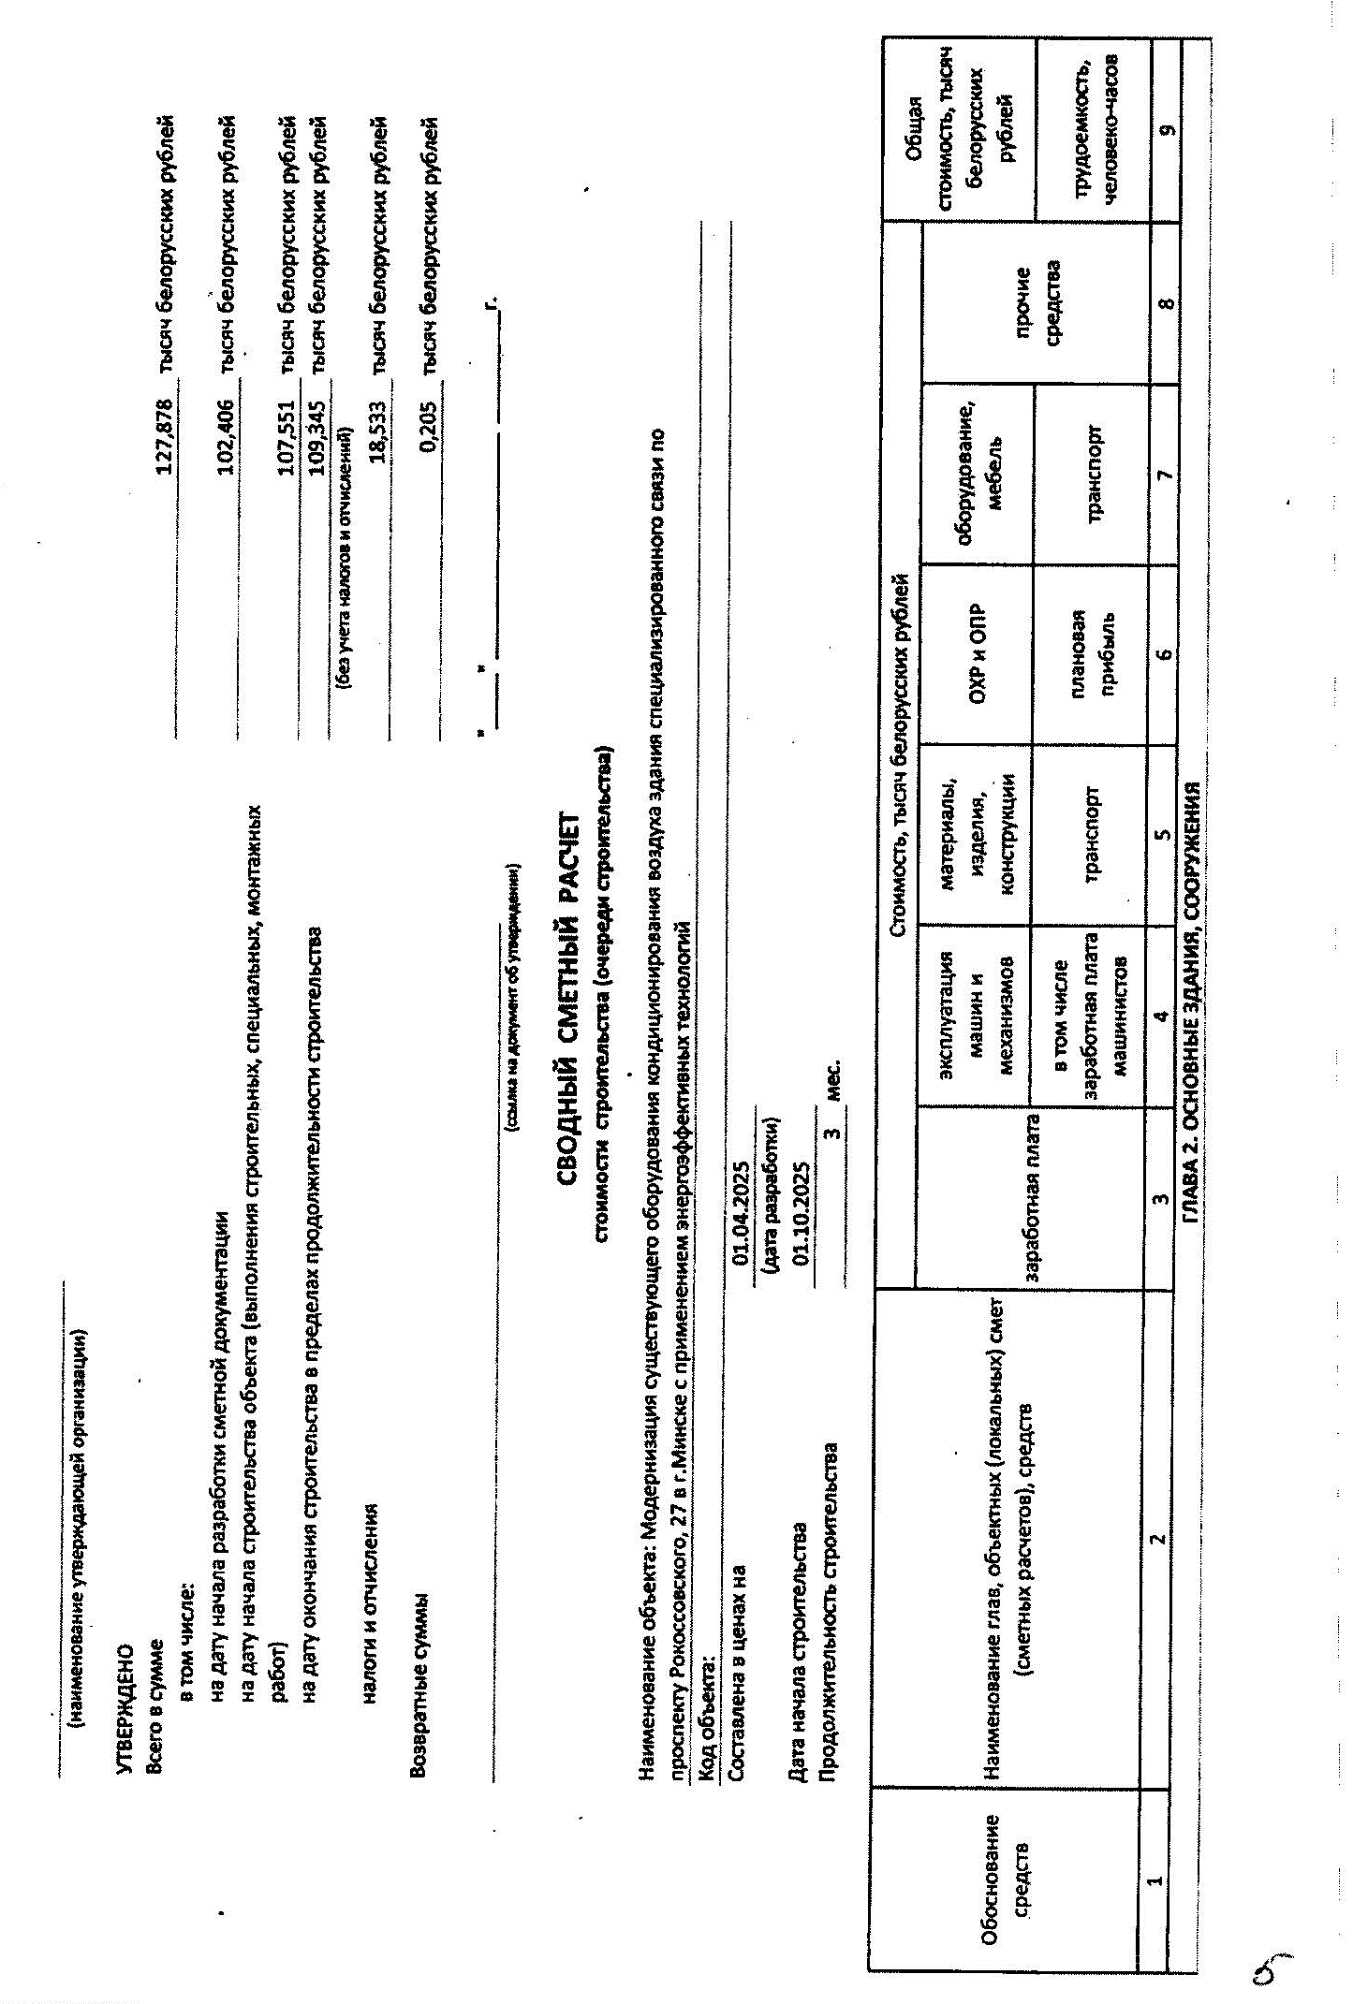 (наименование утверждающей организации)
УТВЕРЖДЕНО
Всего в сумме 127,878 тысяч белорусских рублей
в том числе:
на дату начала разработки сметной документации 102,406 тысяч белорусских рублей
на дату начала строительства объекта (выполнения строительных, специальных, монтажных
работ) 107,551 тысяч белорусских рублей
на дату окончания строительства в пределах продолжительности строительства 109,345 тысяч белорусских рублей
(без учета налогов и отчислений)
налоги и отчисления 18,533 тысяч белорусских рублей
Возвратные суммы 0,205 тысяч белорусских рублей
" " г.
(ссылка на документ об утверждении)
СВОДНЫЙ СМЕТНЫЙ РАСЧЕТ
стоимости строительства (очереди строительства)
Наименование объекта: Модернизация существующего оборудования кондиционирования воздуха здания специализированного связи по
проспекту Рокоссовского, 27 в г.Минске с применением энергоэффективных технологий
Код объекта:
Составлена в ценах на 01.04.2025
(дата разработки)
Дата начала строительства 01.10.2025
Продолжительность строительства 3 мес.
Обоснование
средств
Наименование глав, объектных (локальных) смет
(сметных расчетов), средств
Стоимость, тысяч белорусских рублей
заработная плата
эксплуатация
машин и
механизмов
в том числе
заработная плата
машинистов
материалы,
изделия,
конструкции
транспорт
ОХР и ОПР
плановая
прибыль
оборудование,
мебель
транспорт
прочие
средства
Общая
стоимость, тысяч
белорусских
рублей
трудоемкость,
человеко-часов
1 2 3 4 5 6 7 8 9
ГЛАВА 2. ОСНОВНЫЕ ЗДАНИЯ, СООРУЖЕНИЯ
5